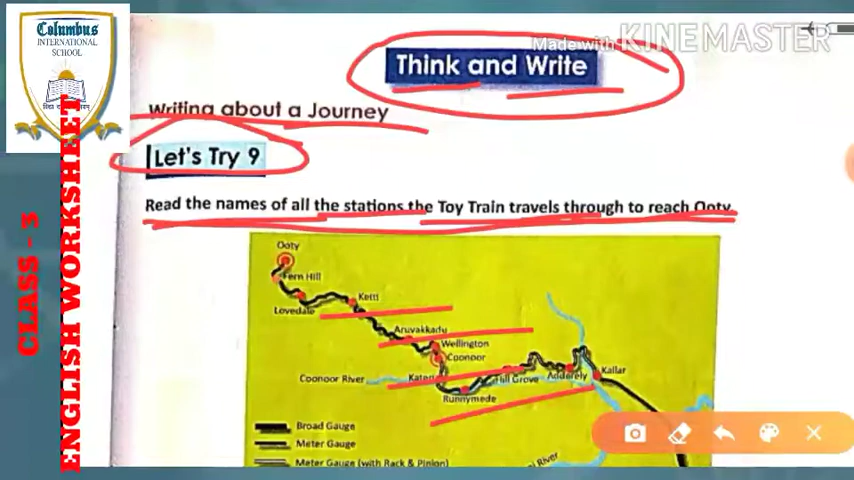 Columbus
INTERNATIONAL
SCHOOL
CLASS - 3
ENGLISH WORKSHEET
Made with KINEMASTER
Think and Write
Writing about a Journey
Let's Try 9
Read the names of all the stations the Toy Train travels through to reach Ooty.
Ooty
Fern Hill
Ketti
Lovedale
Aruvakkadu
Wellington
Coonoor
Coonoor River
Kateri
Kallar
Hill Grove
Adderely
Runnymede
Broad Gauge
Meter Gauge
Meter Gauge (with Rack & Pinion)
River